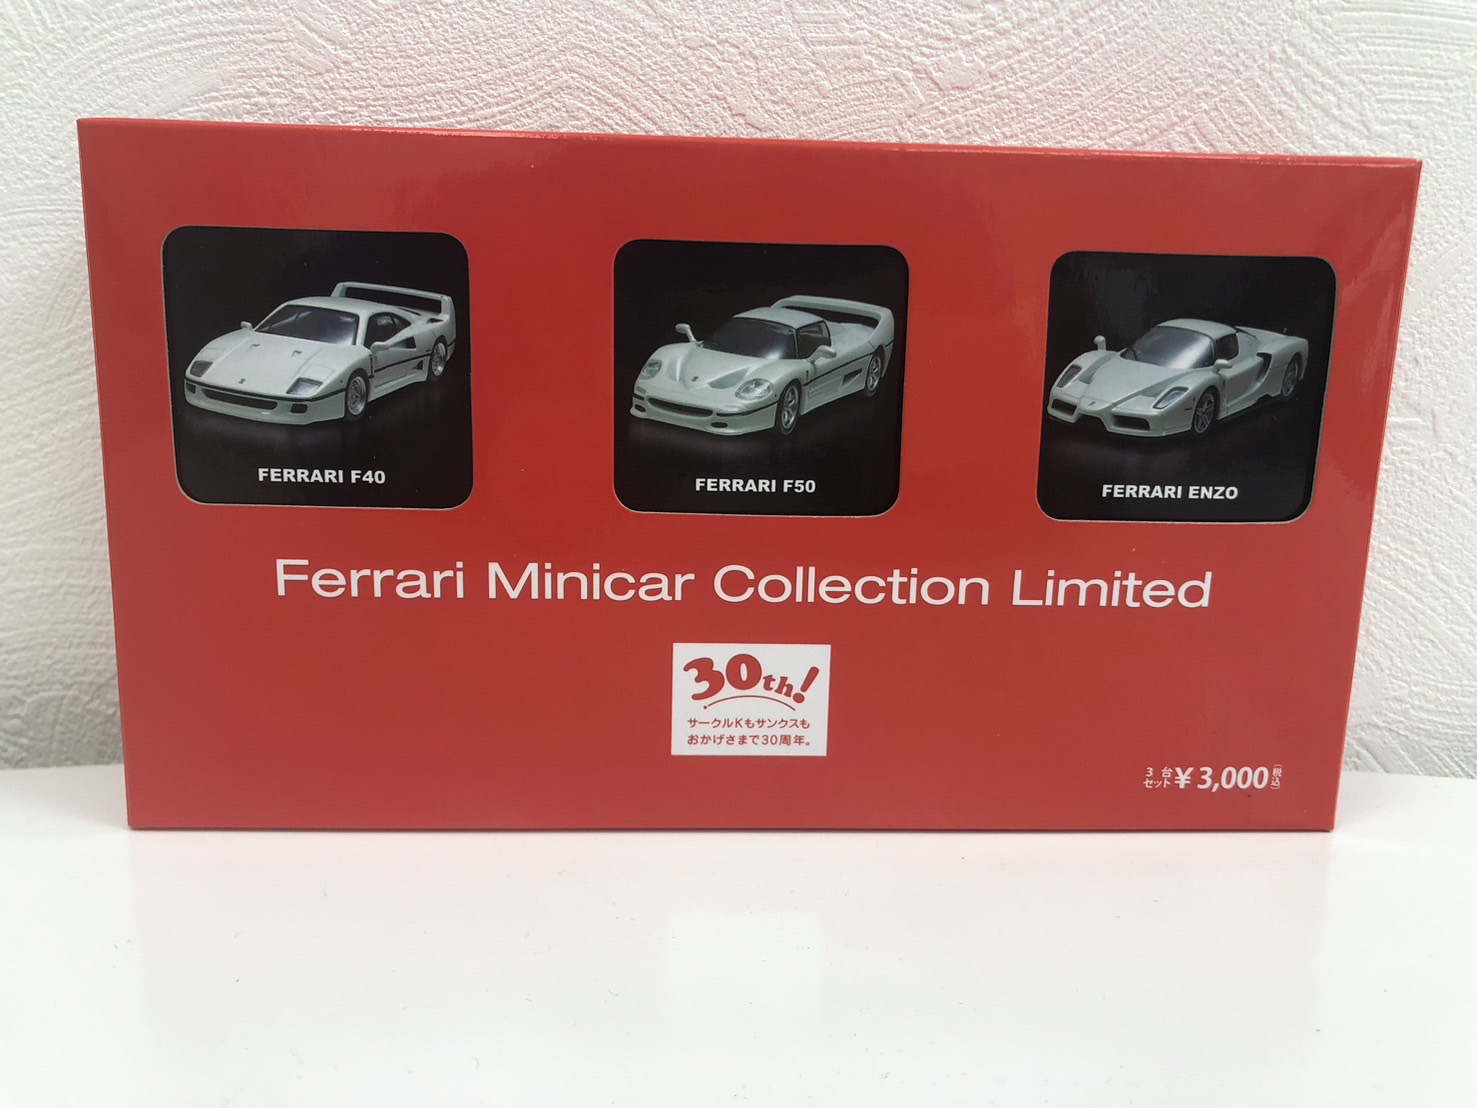 FERRARI F40
FERRARI F50
FERRARI ENZO
Ferrari Minicar Collection Limited
30th!
サークルKもサンクスも
おかげさまで30周年。
3台セット ¥3,000(税込)